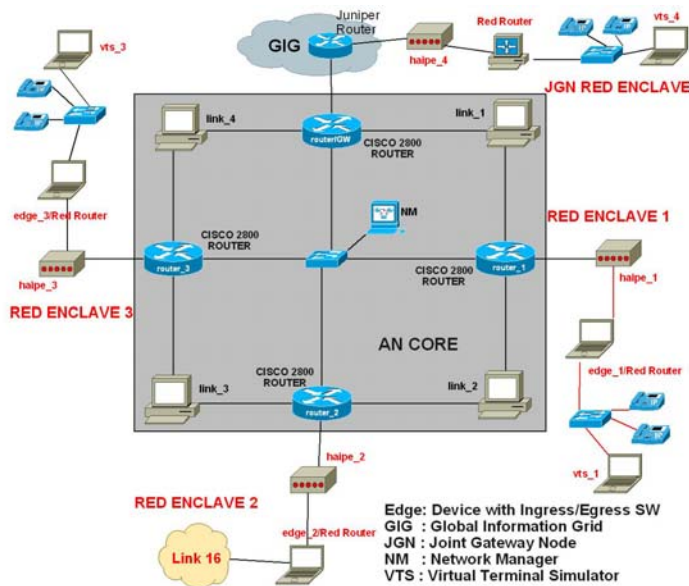 Juniper
Router
GIG
haipe_4
Red Router
vts_4
JGN RED ENCLAVE
vts_3
link_4
link_1
router/GW
CISCO 2800
ROUTER
NM
edge_3/Red Router
CISCO 2800
ROUTER
router_3
haipe_3
RED ENCLAVE 3
RED ENCLAVE 1
CISCO 2800
ROUTER
router_1
haipe_1
AN CORE
edge_1/Red Router
vts_1
link_3
CISCO 2800
ROUTER
router_2
link_2
haipe_2
RED ENCLAVE 2
edge_2/Red Router
Link 16
Edge: Device with Ingress/Egress SW
GIG : Global Information Grid
JGN : Joint Gateway Node
NM : Network Manager
VTS : Virtual Terminal Simulator